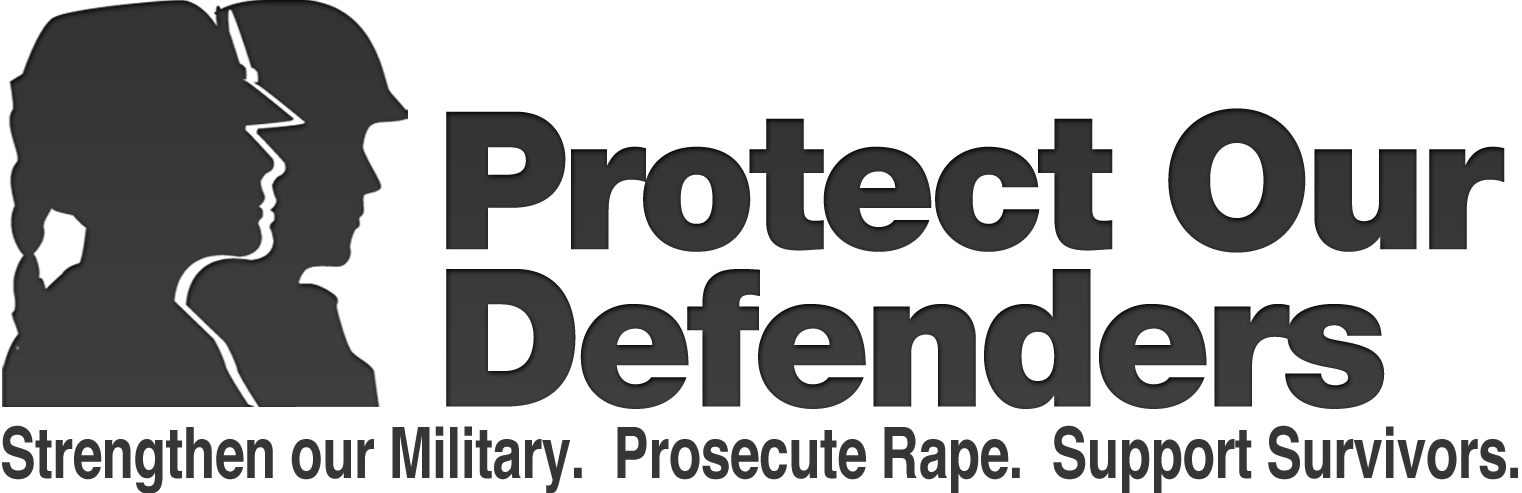 Protect Our
Defenders
Strengthen our Military.  Prosecute Rape.  Support Survivors.